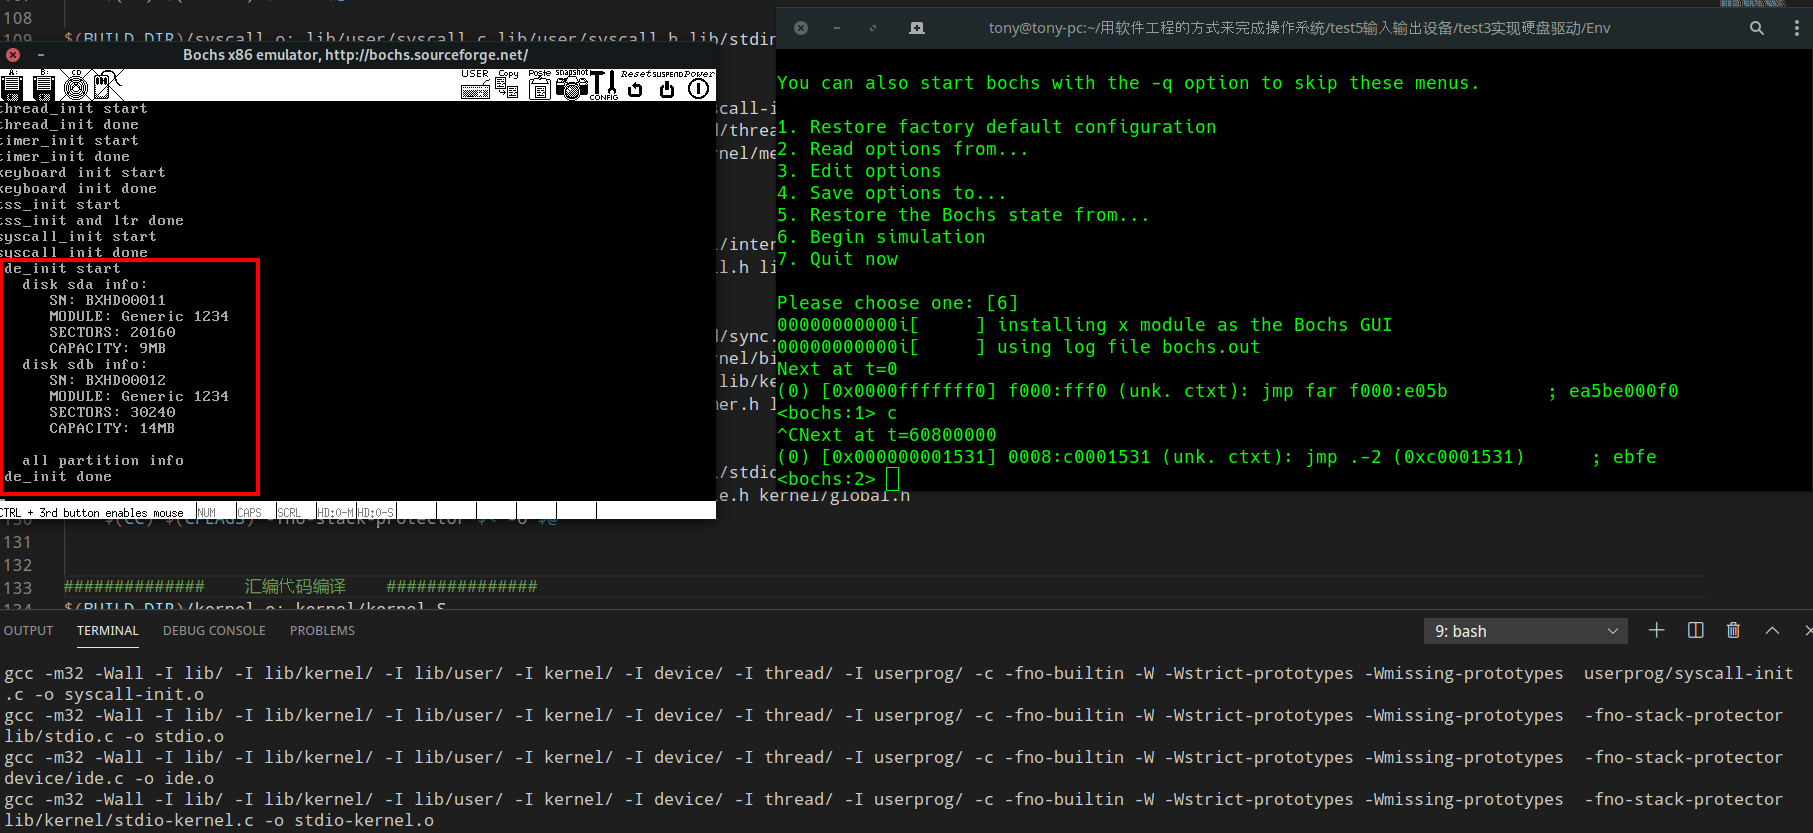 108
$(BUILD_DIR)/syscall.o: lib/user/syscall.c lib/user/syscall.h lib/stdin
Bochs x86 emulator, http://bochs.sourceforge.net/
A:
B:
CD
USER
Copy
Paste
snapshot
CONFIG
Reset
SUSPEND
Power
thread_init start
thread_init done
timer_init start
timer_init done
keyboard init start
keyboard init done
tss_init start
tss_init and ltr done
syscall_init start
syscall_init done
de_init start
disk sda info:
SN: BXHD00011
MODULE: Generic 1234
SECTORS: 20160
CAPACITY: 9MB
disk sdb info:
SN: BXHD00012
MODULE: Generic 1234
SECTORS: 30240
CAPACITY: 14MB
all partition info
de_init done
CTRL + 3rd button enables mouse
NUM
CAPS
SCRL
HD:0-M
HD:0-S
call-i
d/threa
rnel/me
l/inter
ll.h li
d/sync.
rnel/bi
lib/ke
mer.h l
l/stdio
e.h kernel/global.h
130 $(CC) $(CFLAGS) -fno-stack-protector $< -o $@
131
132
133 ############## 汇编代码编译 ###############
134 $(BUILD_DIR)/kernel.o: kernel/kernel.S
tony@tony-pc:~/用软件工程的方式来完成操作系统/test5输入输出设备/test3实现硬盘驱动/Env
You can also start bochs with the -q option to skip these menus.
1. Restore factory default configuration
2. Read options from...
3. Edit options
4. Save options to...
5. Restore the Bochs state from...
6. Begin simulation
7. Quit now
Please choose one: [6]
00000000000i[      ] installing x module as the Bochs GUI
00000000000i[      ] using log file bochs.out
Next at t=0
(0) [0x0000fffffff0] f000:fff0 (unk. ctxt): jmp far f000:e05b          ; ea5be000f0
<bochs:1> c
^CNext at t=60800000
(0) [0x000000001531] 0008:c0001531 (unk. ctxt): jmp .-2 (0xc0001531)       ; ebfe
<bochs:2>
OUTPUT
TERMINAL
DEBUG CONSOLE
PROBLEMS
9: bash
gcc -m32 -Wall -I lib/ -I lib/kernel/ -I lib/user/ -I kernel/ -I device/ -I thread/ -I userprog/ -c -fno-builtin -W -Wstrict-prototypes -Wmissing-prototypes  userprog/syscall-init
.c -o syscall-init.o
gcc -m32 -Wall -I lib/ -I lib/kernel/ -I lib/user/ -I kernel/ -I device/ -I thread/ -I userprog/ -c -fno-builtin -W -Wstrict-prototypes -Wmissing-prototypes  -fno-stack-protector
lib/stdio.c -o stdio.o
gcc -m32 -Wall -I lib/ -I lib/kernel/ -I lib/user/ -I kernel/ -I device/ -I thread/ -I userprog/ -c -fno-builtin -W -Wstrict-prototypes -Wmissing-prototypes  -fno-stack-protector
device/ide.c -o ide.o
gcc -m32 -Wall -I lib/ -I lib/kernel/ -I lib/user/ -I kernel/ -I device/ -I thread/ -I userprog/ -c -fno-builtin -W -Wstrict-prototypes -Wmissing-prototypes  -fno-stack-protector
lib/kernel/stdio-kernel.c -o stdio-kernel.o